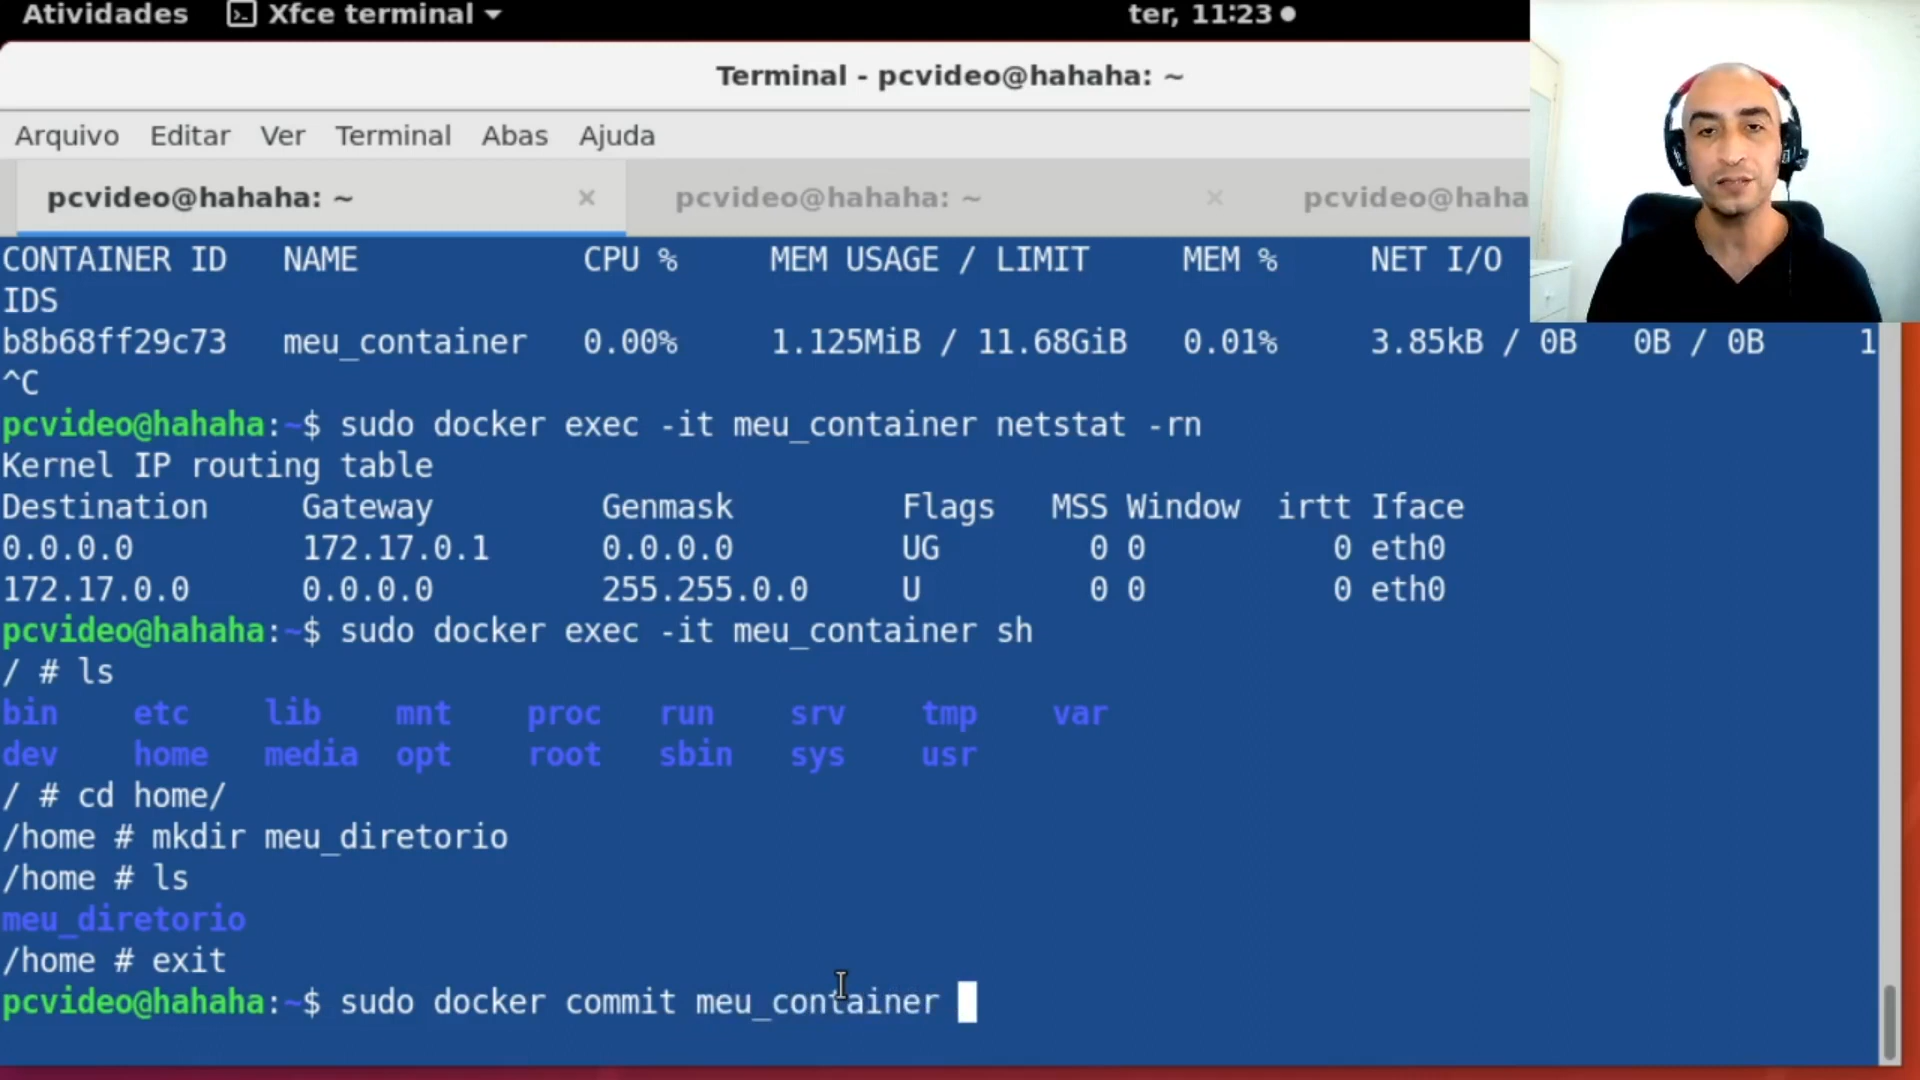 Atividades Xfce terminal ter, 11:23
Terminal - pcvideo@hahaha: ~
Arquivo Editar Ver Terminal Abas Ajuda
pcvideo@hahaha: ~ × pcvideo@hahaha: ~ × pcvideo@haha
CONTAINER ID NAME CPU % MEM USAGE / LIMIT MEM % NET I/O
IDS
b8b68ff29c73 meu_container 0.00% 1.125MiB / 11.68GiB 0.01% 3.85kB / 0B 0B / 0B 1
^C
pcvideo@hahaha:~$ sudo docker exec -it meu_container netstat -rn
Kernel IP routing table
Destination Gateway Genmask Flags MSS Window irtt Iface
0.0.0.0 172.17.0.1 0.0.0.0 UG 0 0 0 eth0
172.17.0.0 0.0.0.0 255.255.0.0 U 0 0 0 eth0
pcvideo@hahaha:~$ sudo docker exec -it meu_container sh
/ # ls
bin etc lib mnt proc run srv tmp var
dev home media opt root sbin sys usr
/ # cd home/
/home # mkdir meu_diretorio
/home # ls
meu_diretorio
/home # exit
pcvideo@hahaha:~$ sudo docker commit meu_container